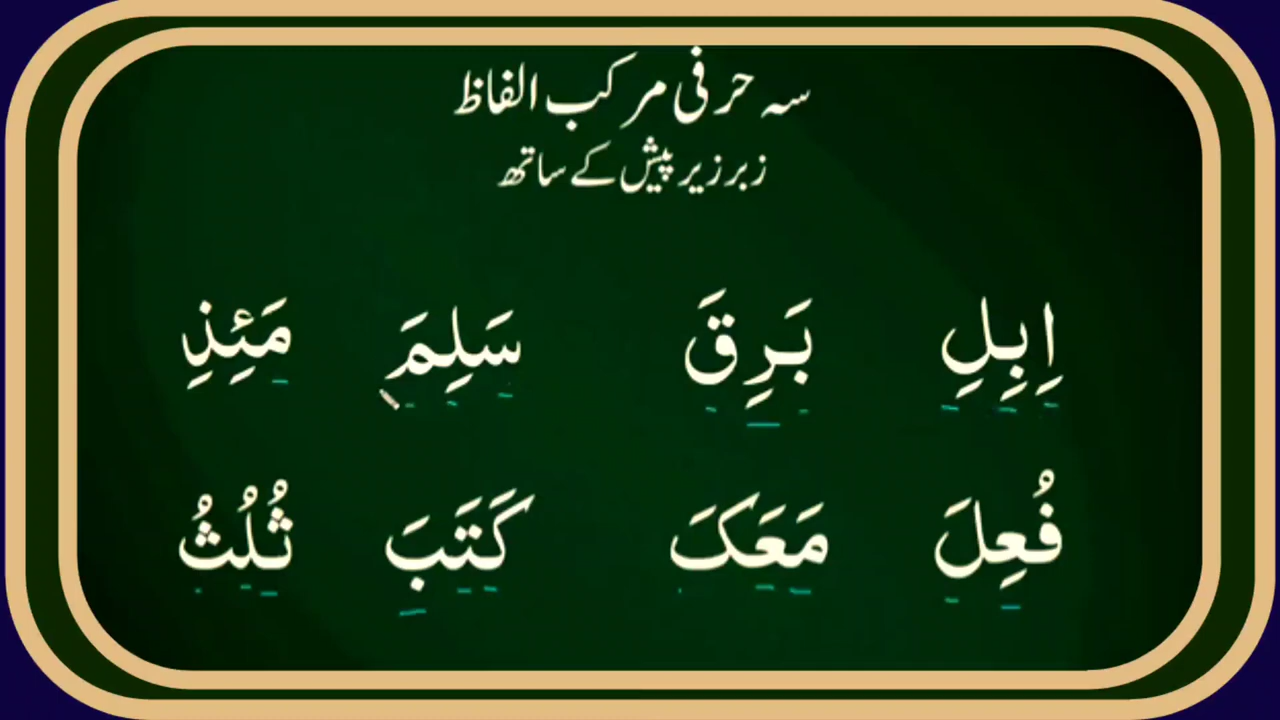 سہ حرفی مرکب الفاظ
زبر زیر پیش کے ساتھ
اِبِلِ بَرِقَ سَلِمَ مَئِذِ
فُعِلَ مَعَکَ کَتَبَ ثُلُثُ